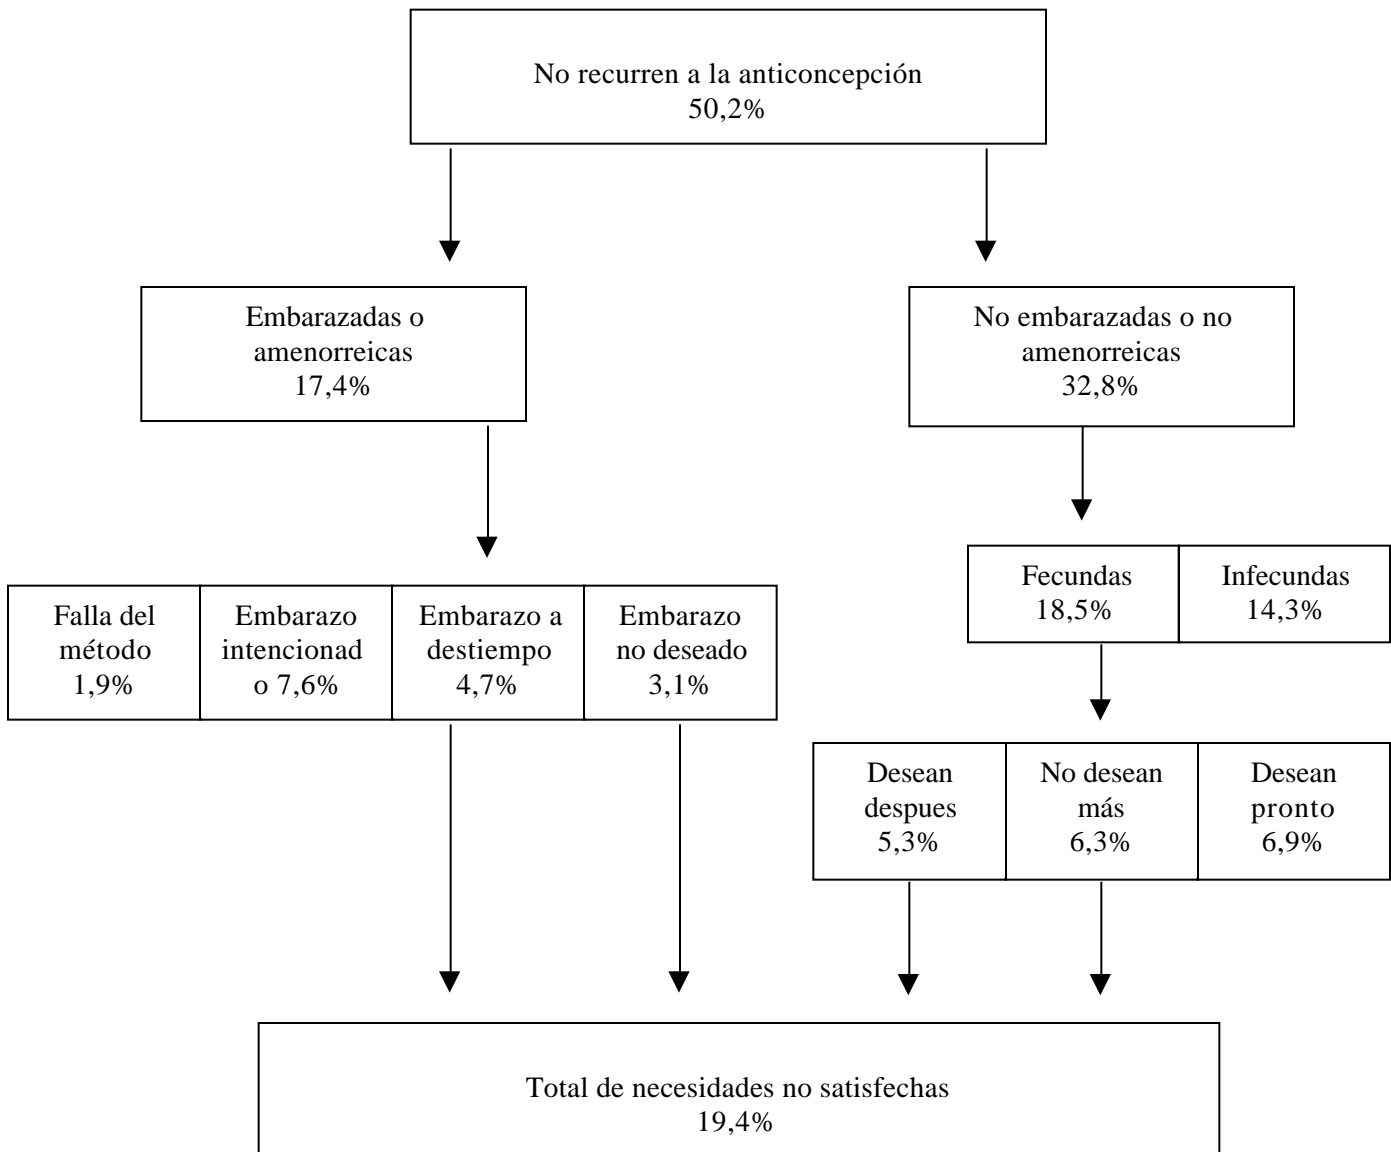 No recurren a la anticoncepción
50,2%
Embarazadas o
amenorreicas
17,4%
No embarazadas o no
amenorreicas
32,8%
Fecundas
18,5%
Infecundas
14,3%
Falla del
método
1,9%
Embarazo
intencionad
o 7,6%
Embarazo a
destiempo
4,7%
Embarazo
no deseado
3,1%
Desean
despues
5,3%
No desean
más
6,3%
Desean
pronto
6,9%
Total de necesidades no satisfechas
19,4%